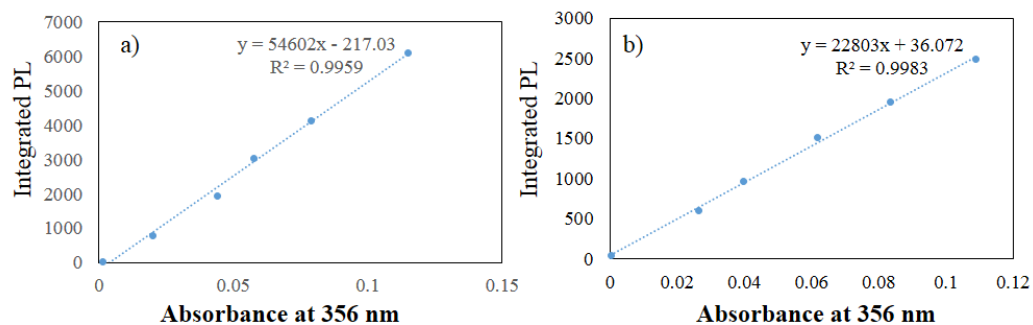 a)
y = 54602x - 217.03
R² = 0.9959
Integrated PL
7000
6000
5000
4000
3000
2000
1000
0
0 0.05 0.1 0.15
Absorbance at 356 nm
b)
y = 22803x + 36.072
R² = 0.9983
Integrated PL
3000
2500
2000
1500
1000
500
0
0 0.02 0.04 0.06 0.08 0.1 0.12
Absorbance at 356 nm